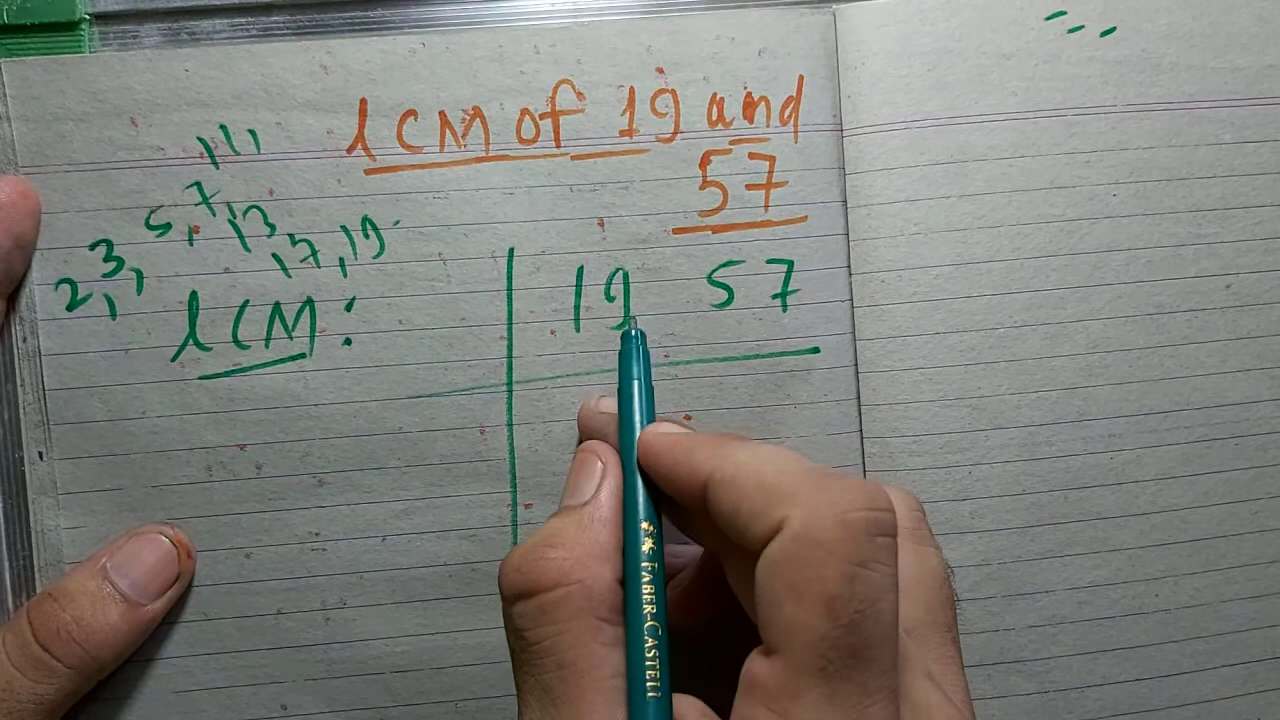 lCM of 19 and
57
11,
2, 3, 5, 7, 13
17, 19
lCM:
19 57
FABER-CASTELL